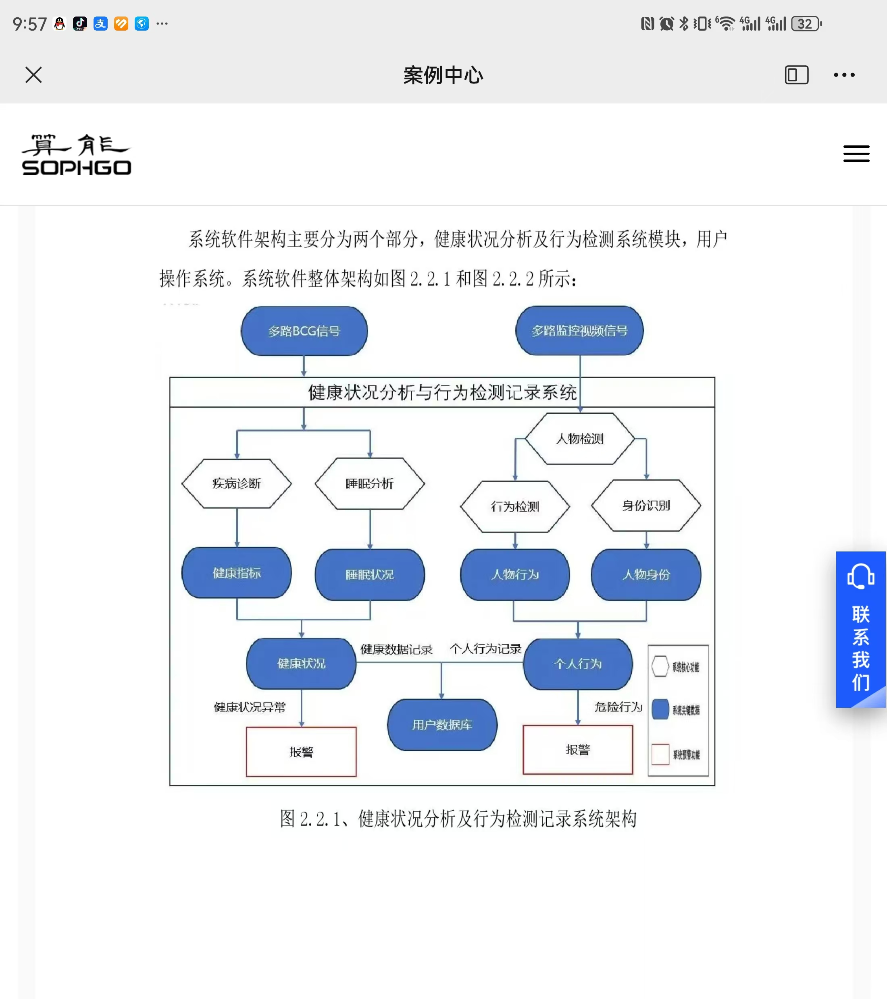 9:57
6 4G 4G 32
案例中心
算能
SOPHGO
系统软件架构主要分为两个部分，健康状况分析及行为检测系统模块，用户
操作系统。系统软件整体架构如图2.2.1和图2.2.2所示：
多路BCG信号
多路监控视频信号
健康状况分析与行为检测记录系统
人物检测
疾病诊断
睡眠分析
行为检测
身份识别
健康指标
睡眠状况
人物行为
人物身份
健康数据记录
个人行为记录
健康状况
个人行为
系统核心功能
健康状况异常
危险行为
系统关键数据
用户数据库
报警
报警
系统预警功能
图2.2.1、健康状况分析及行为检测记录系统架构
联系我们